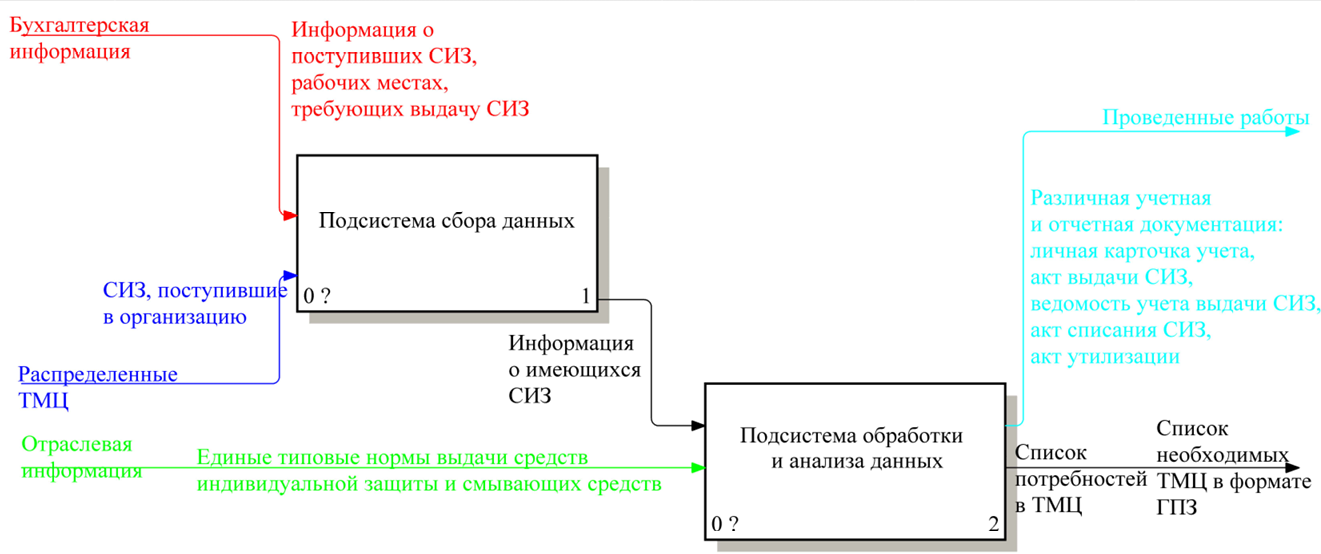 Бухгалтерская
информация
Информация о
поступивших СИЗ,
рабочих местах,
требующих выдачу СИЗ
Проведенные работы
Подсистема сбора данных
0 ?
1
Различная учетная
и отчетная документация:
личная карточка учета,
акт выдачи СИЗ,
ведомость учета выдачи СИЗ,
акт списания СИЗ,
акт утилизации
СИЗ, поступившие
в организацию
Информация
о имеющихся
СИЗ
Распределенные
ТМЦ
Отраслевая
информация
Единые типовые нормы выдачи средств
индивидуальной защиты и смывающих средств
Подсистема обработки
и анализа данных
0 ?
2
Список
потребностей
в ТМЦ
Список
необходимых
ТМЦ в формате
ГПЗ